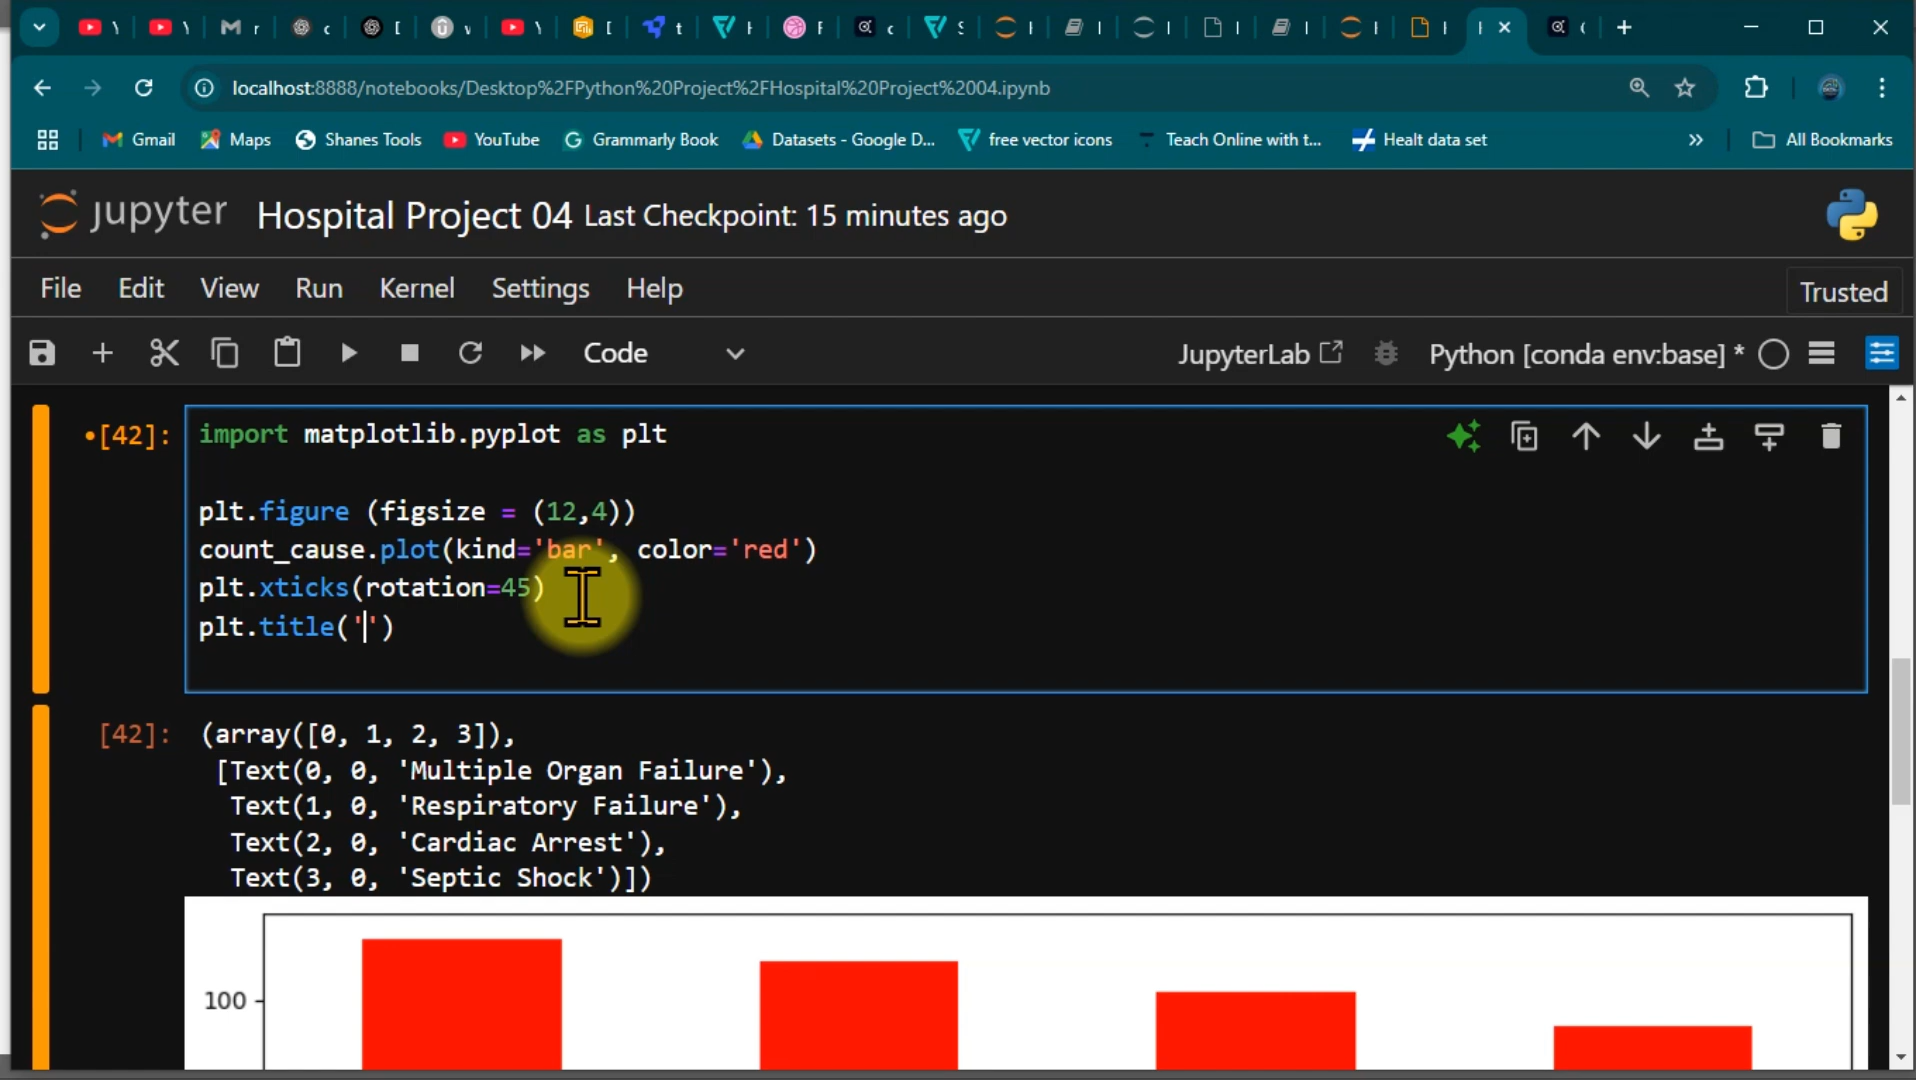 localhost:8888/notebooks/Desktop%2FPython%20Project%2FHospital%20Project%2004.ipynb
Gmail Maps Shanes Tools YouTube Grammarly Book Datasets - Google D... free vector icons Teach Online with t... Healt data set » All Bookmarks
jupyter Hospital Project 04 Last Checkpoint: 15 minutes ago
File Edit View Run Kernel Settings Help Trusted
Code JupyterLab Python [conda env:base] *
[42]: import matplotlib.pyplot as plt
plt.figure (figsize = (12,4))
count_cause.plot(kind='bar', color='red')
plt.xticks(rotation=45)
plt.title('')
[42]: (array([0, 1, 2, 3]),
[Text(0, 0, 'Multiple Organ Failure'),
Text(1, 0, 'Respiratory Failure'),
Text(2, 0, 'Cardiac Arrest'),
Text(3, 0, 'Septic Shock')])
100